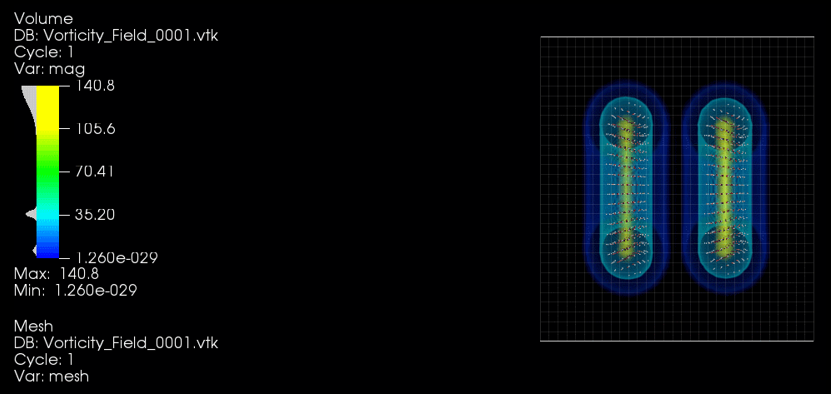 Volume
DB: Vorticity_Field_0001.vtk
Cycle: 1
Var: mag
140.8
105.6
70.41
35.20
1.260e-029
Max: 140.8
Min: 1.260e-029
Mesh
DB: Vorticity_Field_0001.vtk
Cycle: 1
Var: mesh